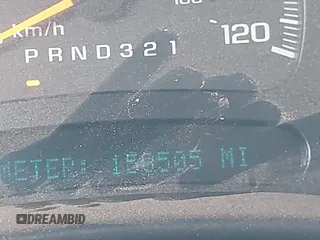 km/h
120
PRND321
METER: 159505 MI
DREAMBID